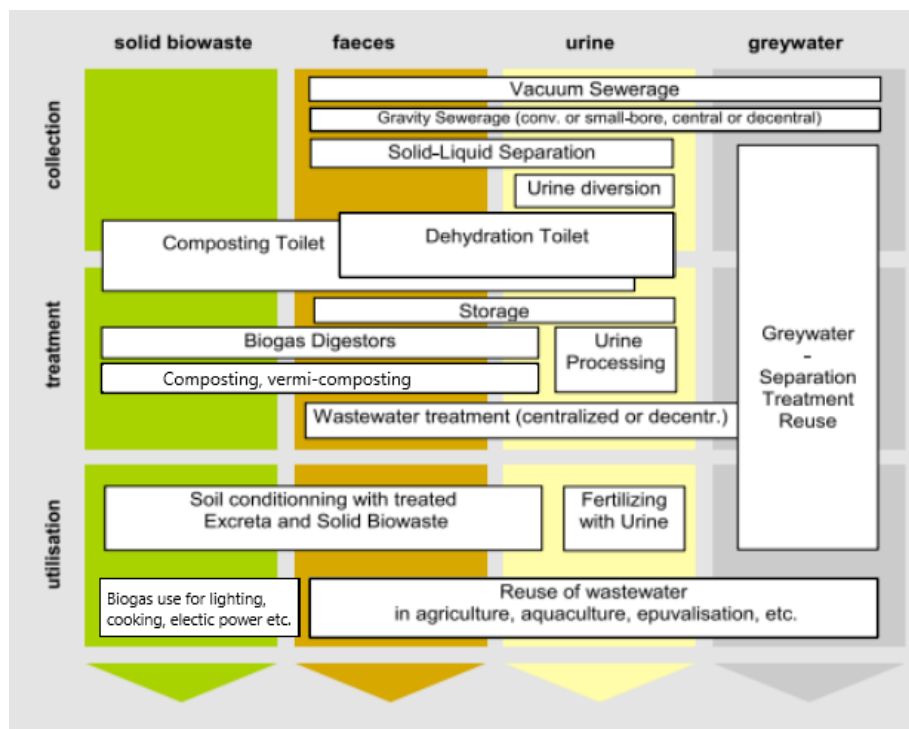 solid biowaste faeces urine greywater
collection
Vacuum Sewerage
Gravity Sewerage (conv. or small-bore, central or decentral)
Solid-Liquid Separation
Urine diversion
Composting Toilet
Dehydration Toilet
treatment
Storage
Biogas Digestors
Urine
Processing
Composting, vermi-composting
Wastewater treatment (centralized or decentr.)
Greywater
-
Separation
Treatment
Reuse
utilisation
Soil conditionning with treated
Excreta and Solid Biowaste
Fertilizing
with Urine
Biogas use for lighting,
cooking, electic power etc.
Reuse of wastewater
in agriculture, aquaculture, epuvalisation, etc.